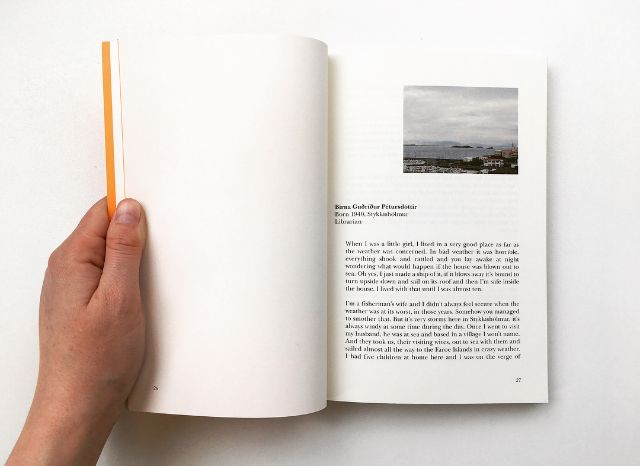 Birna Guðríður Pétursdóttir
Born 1940, Stykkishólmur
Librarian
When I was a little girl, I lived in a very good place as far as
the weather was concerned. In bad weather it was horrible,
everything shook and rattled and you lay awake at night
wondering what would happen if the house was blown out to
sea. Oh yes, I just made a ship of it, if it blows away it's bound to
turn upside down and sail on its roof and then I'm safe inside
the house. I lived with that until I was almost ten.
I'm a fisherman's wife and I didn't always feel secure when the
weather was at its worst, in those years. Somehow you managed
to smother that. But it's very storms here in Stykkishólmur, it's
always windy at some time during the day. Once I went to visit
my husband, he was at sea and based in a village I won't name.
And they took us, their visiting wives, out to sea with them and
sailed almost all the way to the Faroe Islands in crazy weather.
I had five children at home here and I was on the verge of
26
27